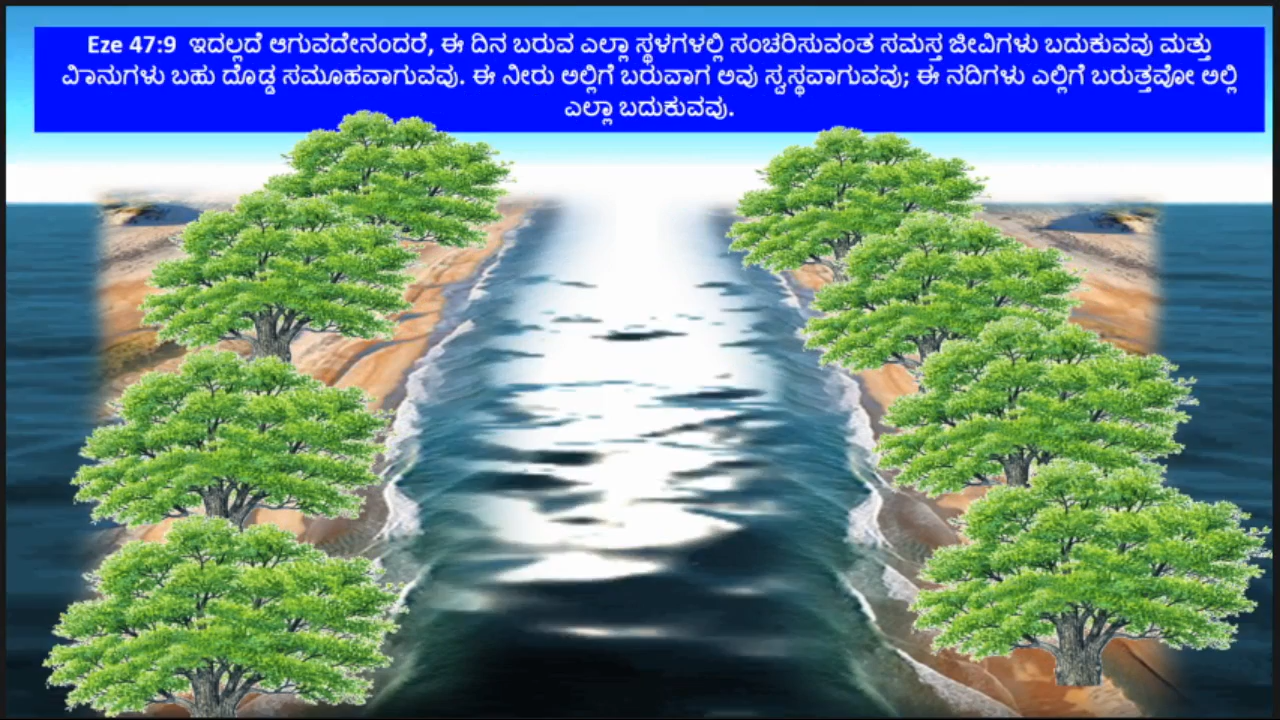 Eze 47:9 ಇದಲ್ಲದೆ ಆಗುವದೇನಂದರೆ, ಈ ದಿನ ಬರುವ ಎಲ್ಲಾ ಸ್ಥಳಗಳಲ್ಲಿ ಸಂಚರಿಸುವಂತ ಸಮಸ್ತ ಜೀವಿಗಳು ಬದುಕುವವು ಮತ್ತು
ವಿಾನುಗಳು ಬಹು ದೊಡ್ಡ ಸಮೂಹವಾಗುವವು. ಈ ನೀರು ಅಲ್ಲಿಗೆ ಬರುವಾಗ ಅವು ಸ್ವಸ್ಥವಾಗುವವು; ಈ ನದಿಗಳು ಎಲ್ಲಿಗೆ ಬರುತ್ತವೋ ಅಲ್ಲಿ
ಎಲ್ಲಾ ಬದುಕುವವು.